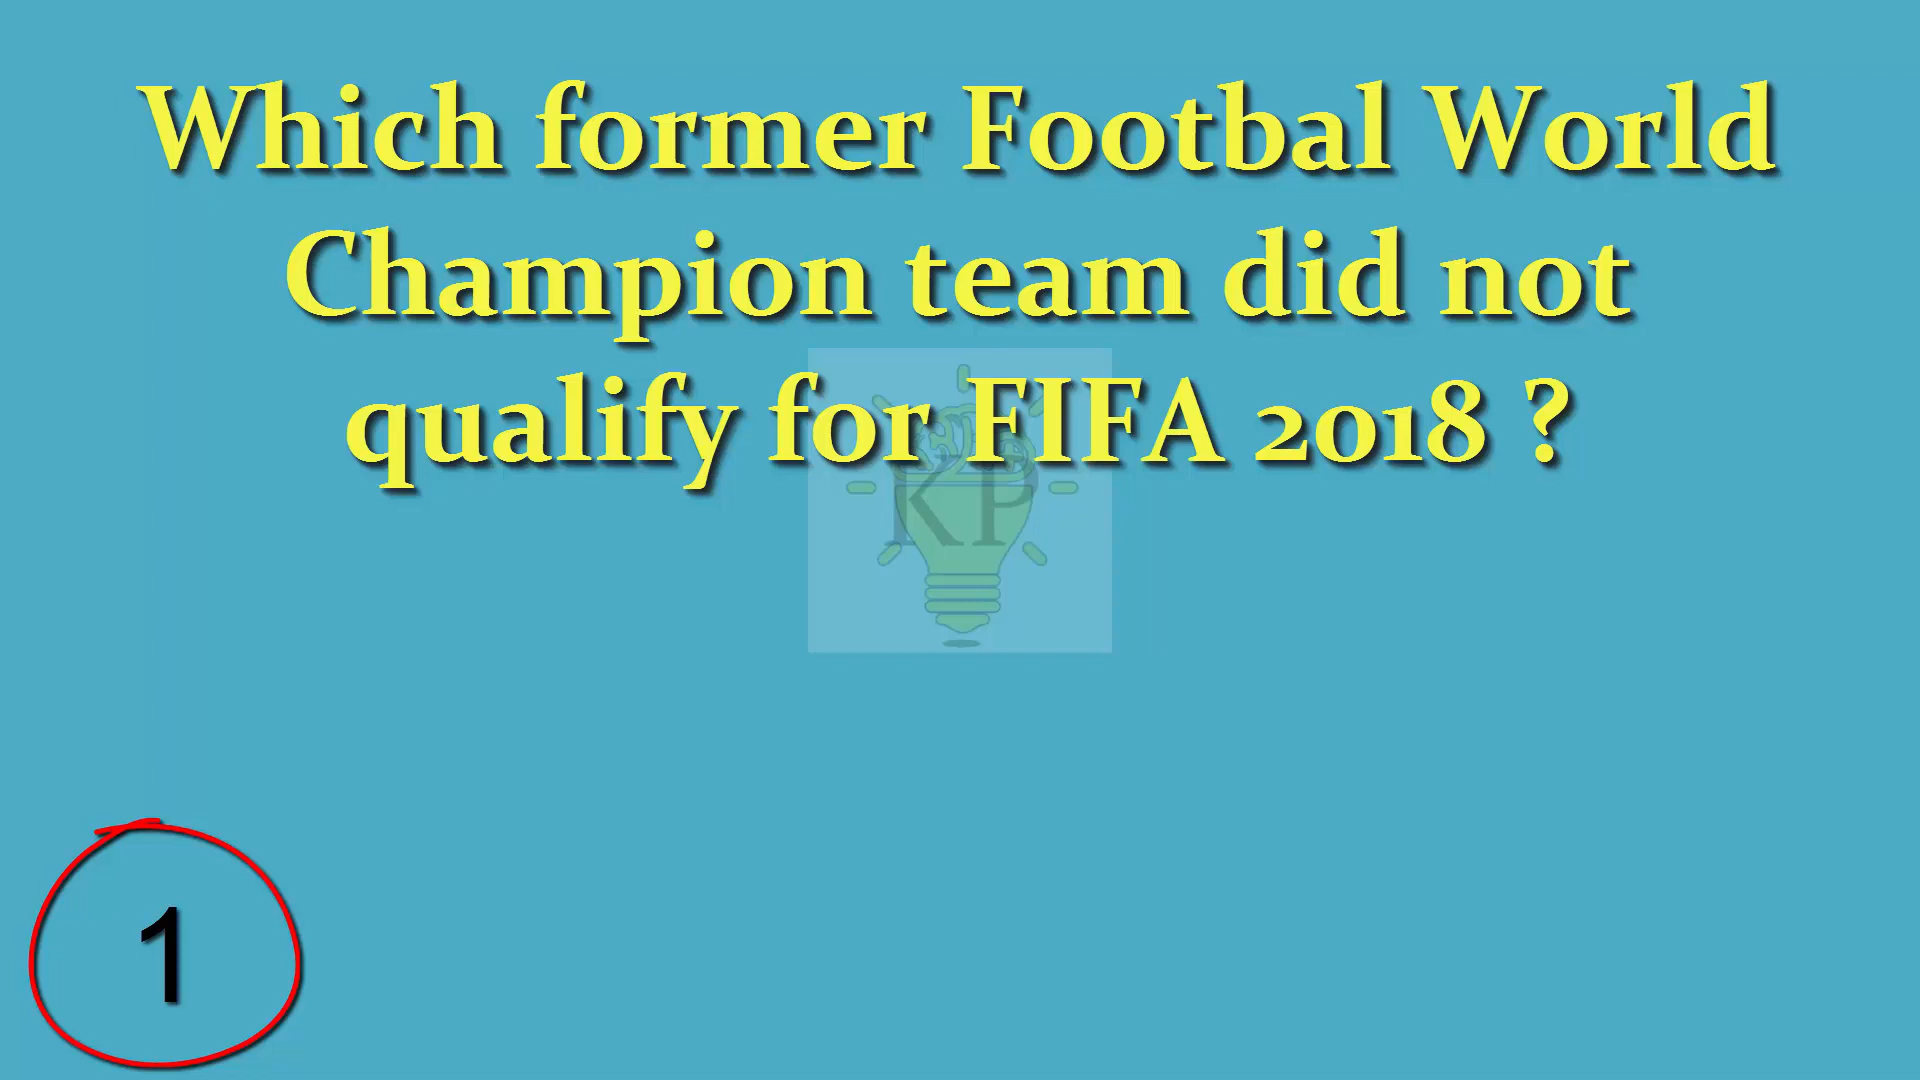 Which former Footbal World
Champion team did not
qualify for FIFA 2018 ?
KP
1